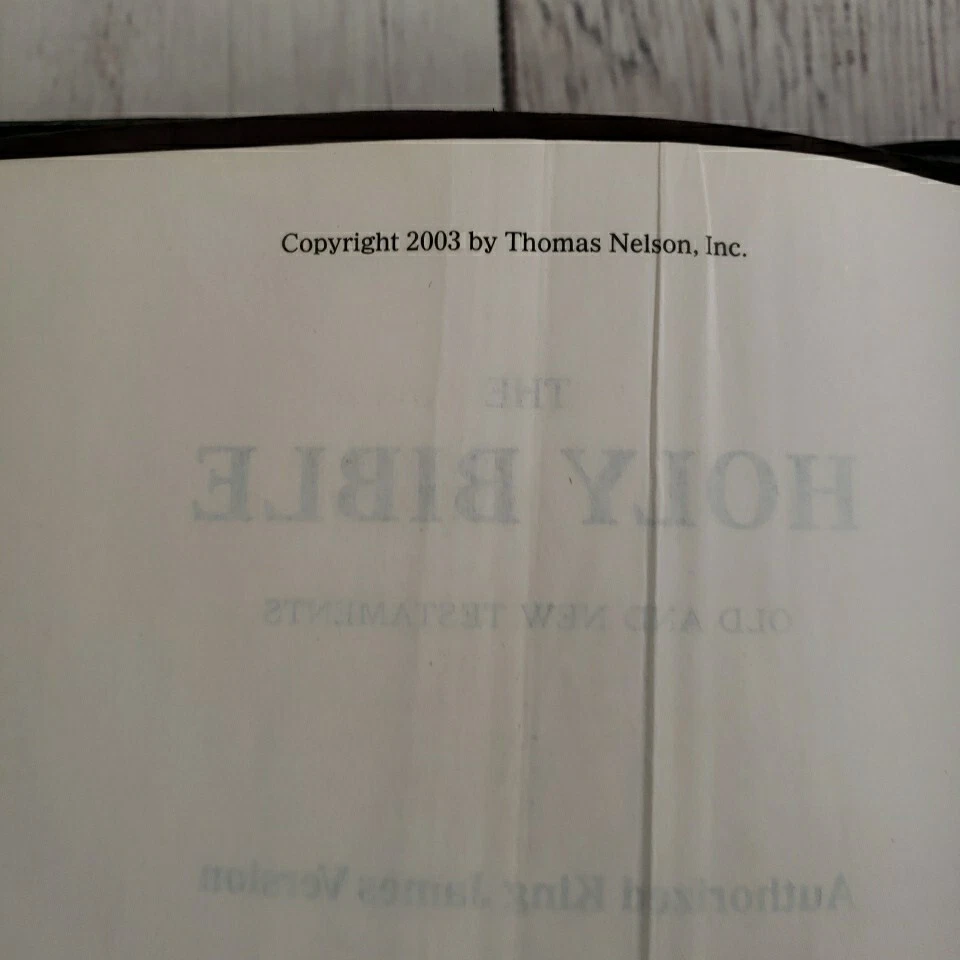 Copyright 2003 by Thomas Nelson, Inc.
THE
HOLY BIBLE
OLD AND NEW TESTAMENTS
Authorized King James Version